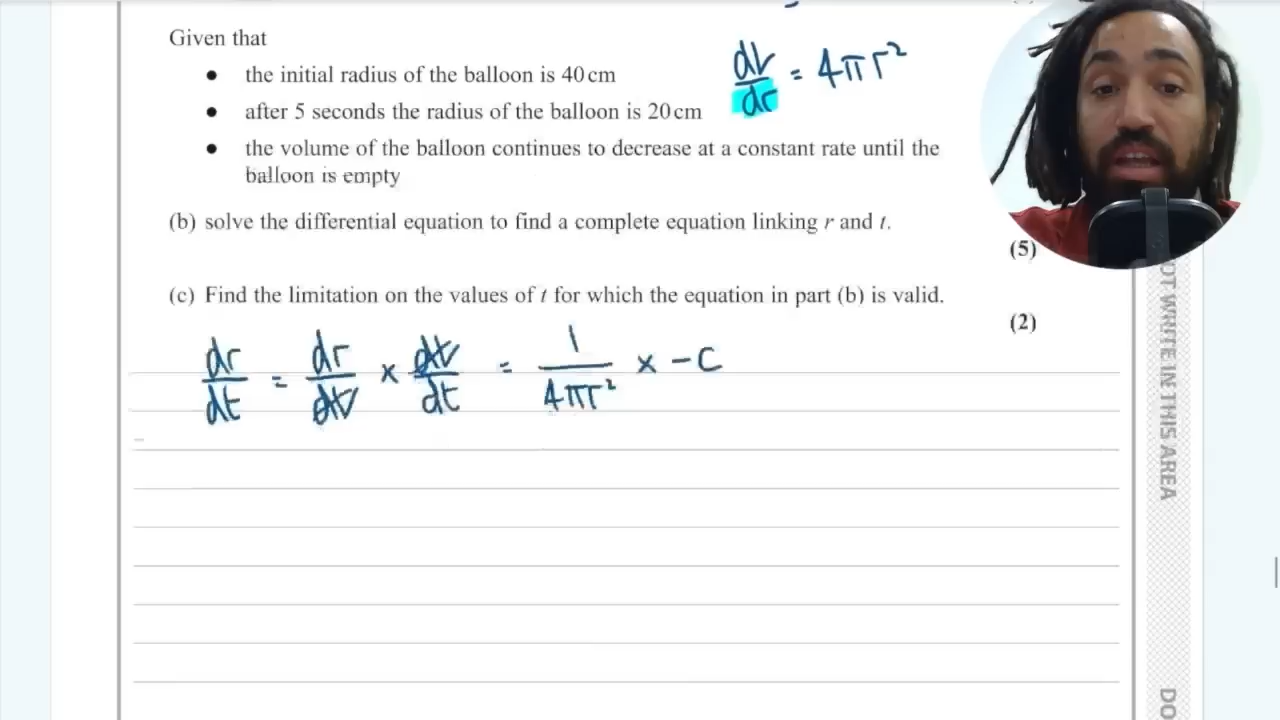 Given that
dV/dr = 4πr²
• the initial radius of the balloon is 40 cm
• after 5 seconds the radius of the balloon is 20 cm
• the volume of the balloon continues to decrease at a constant rate until the
balloon is empty
(b) solve the differential equation to find a complete equation linking r and t.
(5)
(c) Find the limitation on the values of t for which the equation in part (b) is valid.
(2)
dr/dt = dr/dV × dV/dt = 1/4πr² × -c
OT WRITE IN THIS AREA
DO